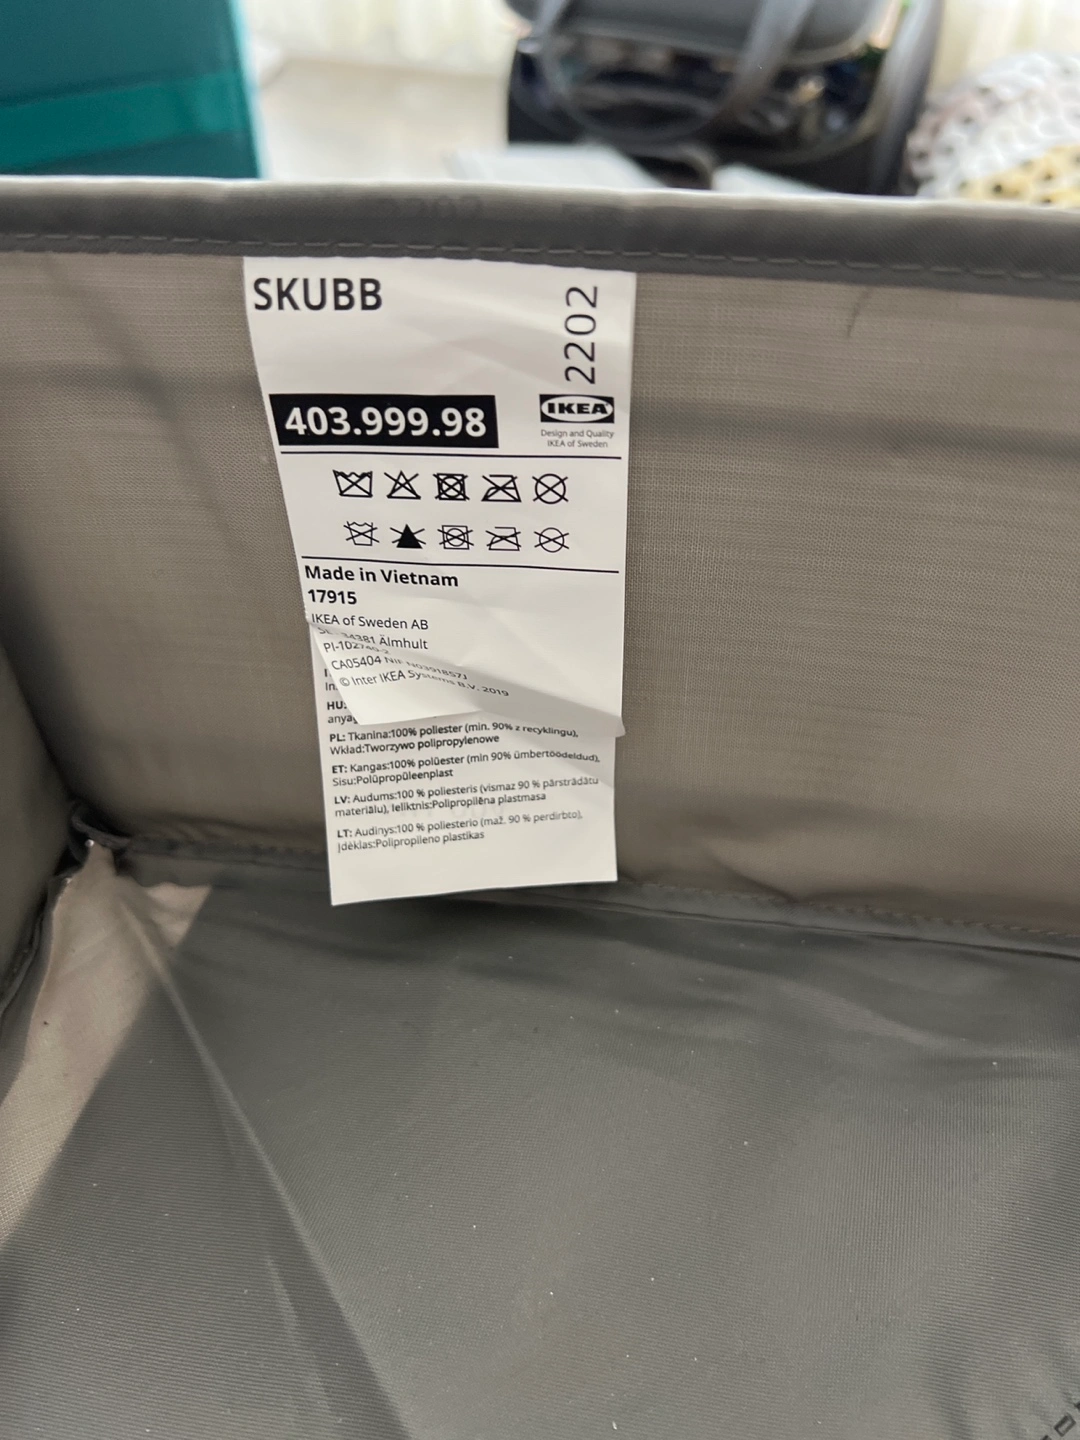 SKUBB
2202
403.999.98
IKEA
Design and Quality
IKEA of Sweden
Made in Vietnam
17915
IKEA of Sweden AB
34381 Älmhult
CA05404
© Inter IKEA Systems B.V. 2019
HU:
PL: Tkanina:100% poliester (min. 90% z recyklingu),
Wkład:Tworzywo polipropylenowe
ET: Kangas:100% polüester (min 90% ümbertöödeldud),
Sisu:Polüpropüleenplast
LV: Audums:100 % poliesteris (vismaz 90 % pārstrādātu
materiālu), Ieliktnis:Polipropilēna plastmasa
LT: Audinys:100 % poliesterio (maž. 90 % perdirbto),
Įdėklas:Polipropileno plastikas